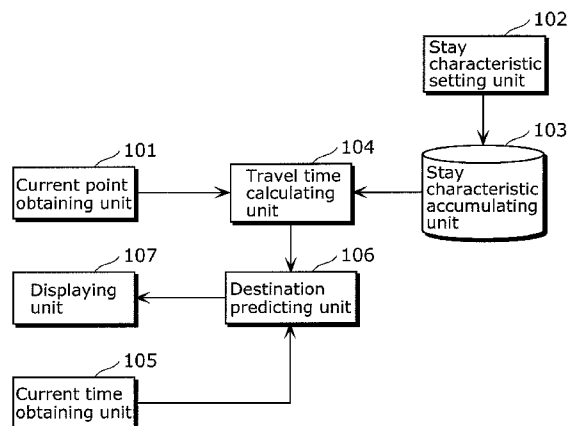 102
Stay
characteristic
setting unit
103
Stay
characteristic
accumulating
unit
101
Current point
obtaining unit
104
Travel time
calculating
unit
107
Displaying
unit
106
Destination
predicting unit
105
Current time
obtaining unit